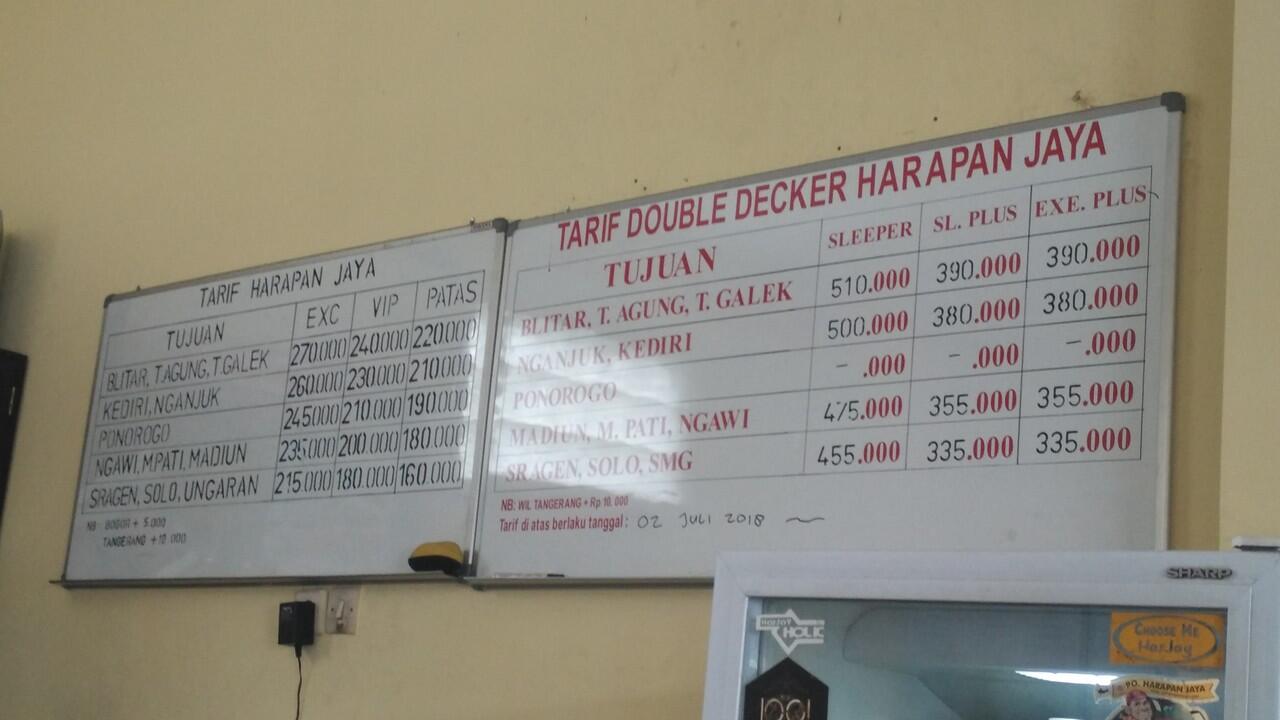 TARIF HARAPAN JAYA
TUJUAN EXC VIP PATAS
BLITAR, T.AGUNG, T.GALEK 270.000 240.000 220.000
KEDIRI, NGANJUK 260.000 230.000 210.000
PONOROGO 245.000 210.000 190.000
NGAWI, M.PATI, MADIUN 235.000 200.000 180.000
SRAGEN, SOLO, UNGARAN 215.000 180.000 160.000
NB: BOGOR + 5.000
TANGERANG +10.000
TARIF DOUBLE DECKER HARAPAN JAYA
TUJUAN SLEEPER SL. PLUS EXE. PLUS
BLITAR, T. AGUNG, T. GALEK 510.000 390.000 390.000
NGANJUK, KEDIRI 500.000 380.000 380.000
PONOROGO - .000 - .000 - .000
MADIUN, M. PATI, NGAWI 475.000 355.000 355.000
SRAGEN, SOLO, SMG 455.000 335.000 335.000
NB: WIL TANGERANG + Rp 10.000
Tarif di atas berlaku tanggal: 02 JULI 2018 ~
SHARP
HarJay
HOLIC
CHOOSE ME
HarJay
PO. HARAPAN JAYA